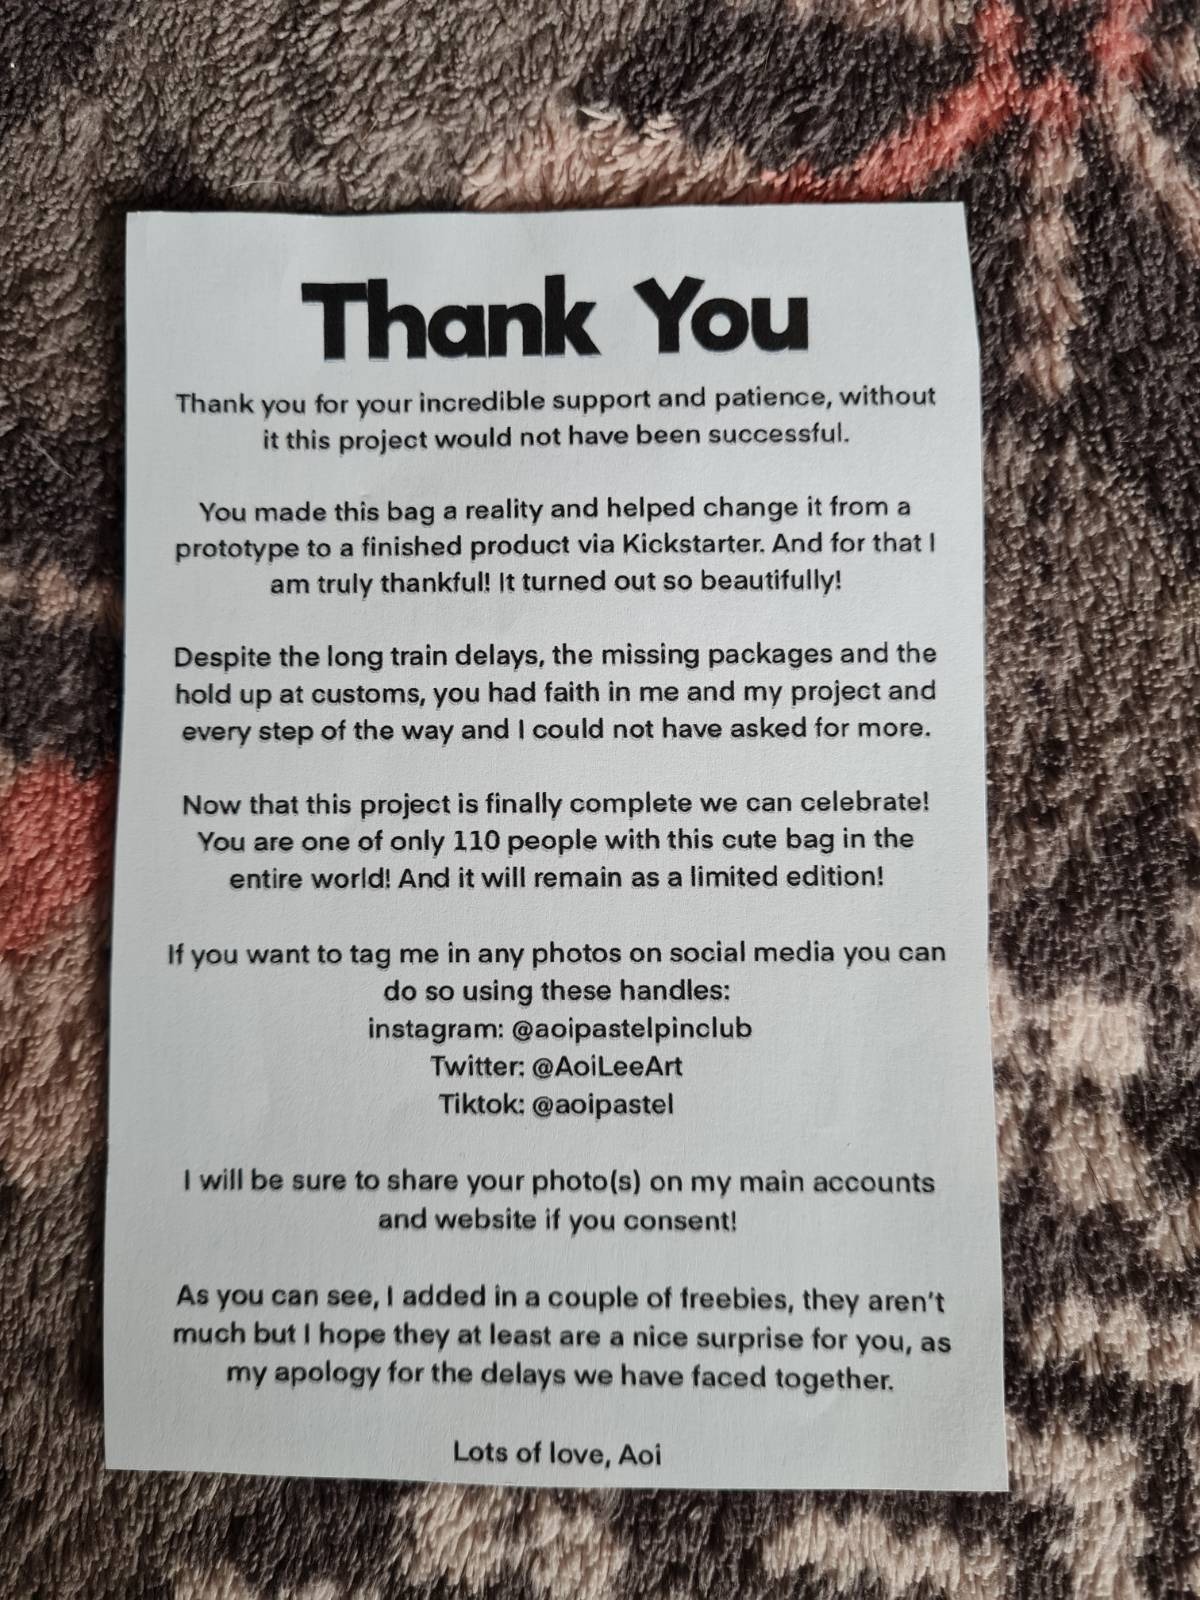 Thank You
Thank you for your incredible support and patience, without
it this project would not have been successful.
You made this bag a reality and helped change it from a
prototype to a finished product via Kickstarter. And for that I
am truly thankful! It turned out so beautifully!
Despite the long train delays, the missing packages and the
hold up at customs, you had faith in me and my project and
every step of the way and I could not have asked for more.
Now that this project is finally complete we can celebrate!
You are one of only 110 people with this cute bag in the
entire world! And it will remain as a limited edition!
If you want to tag me in any photos on social media you can
do so using these handles:
instagram: @aoipastelpinclub
Twitter: @AoiLeeArt
Tiktok: @aoipastel
I will be sure to share your photo(s) on my main accounts
and website if you consent!
As you can see, I added in a couple of freebies, they aren't
much but I hope they at least are a nice surprise for you, as
my apology for the delays we have faced together.
Lots of love, Aoi